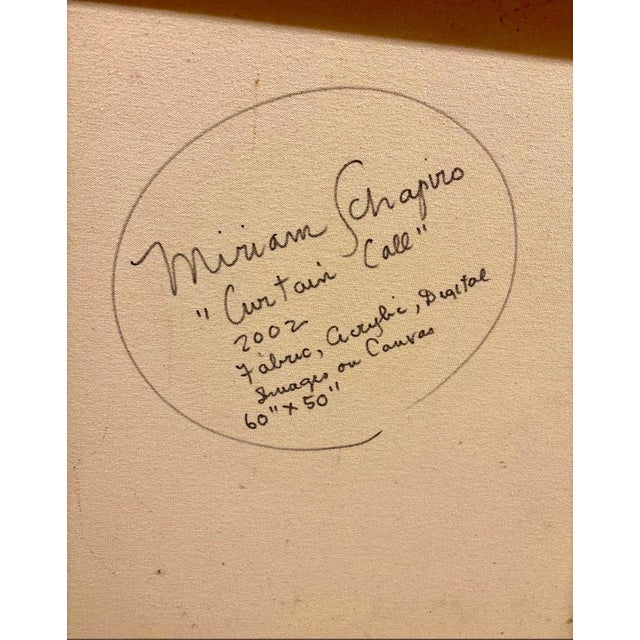 Miriam Schapiro
"Curtain Call"
2002
Fabric, Acrylic, Digital
Images on Canvas
60" x 50"